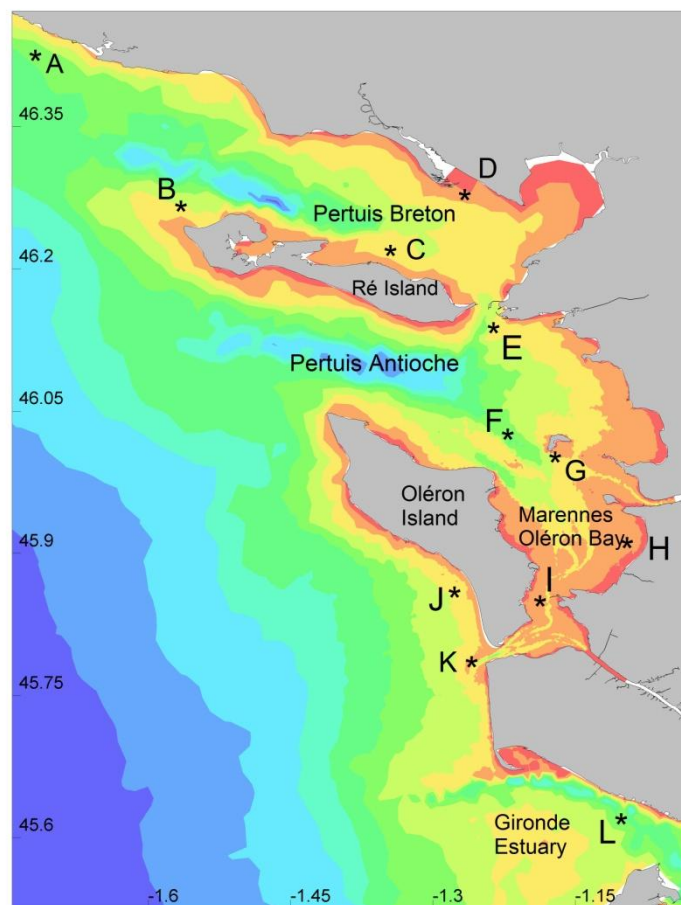 A
46.35
D
B
Pertuis Breton
C
46.2
Ré Island
E
Pertuis Antioche
46.05
F
G
Oléron
Island
Marennes
Oléron Bay
45.9
H
I
J
K
45.75
Gironde
Estuary
L
45.6
-1.6
-1.45
-1.3
-1.15